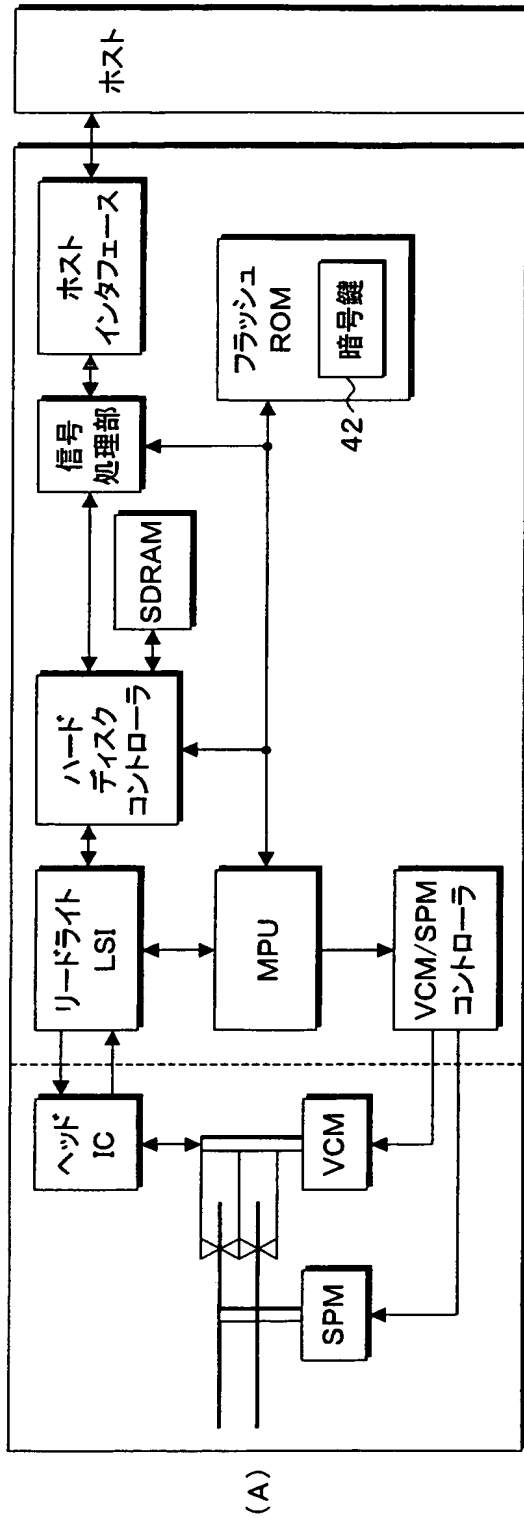 (A)
ヘッド
IC
リードライト
LSI
ハード
ディスク
コントローラ
信号
処理部
ホスト
インタフェース
ホスト
SDRAM
SPM
VCM
MPU
VCM/SPM
コントローラ
フラッシュ
ROM
暗号鍵
42